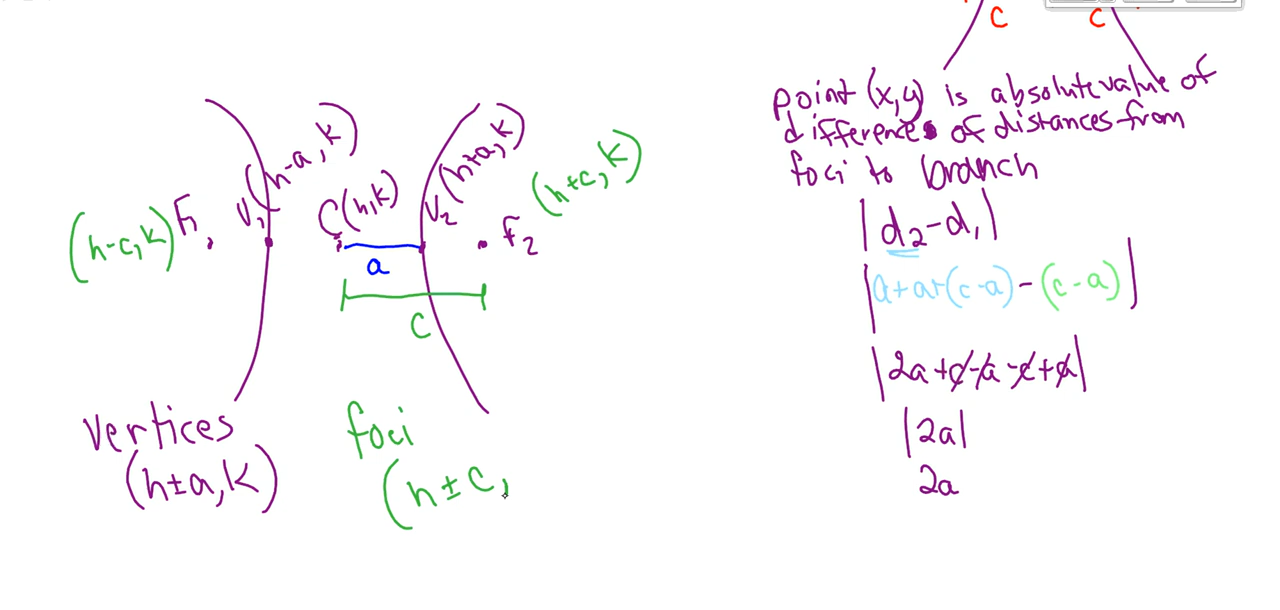 C C
point (x,y) is absolute value of
differences of distances from
foci to branch
|d₂-d₁|
|a+a+(c-a)-(c-a)|
|2a+c-a-c+a|
|2a|
2a
(h-c,k) F₁
V₁ (h-a,k)
C(h,k)
V₂ (h+a,k)
F₂ (h+c,k)
a
C
vertices
(h±a,k)
foci
(h±c,